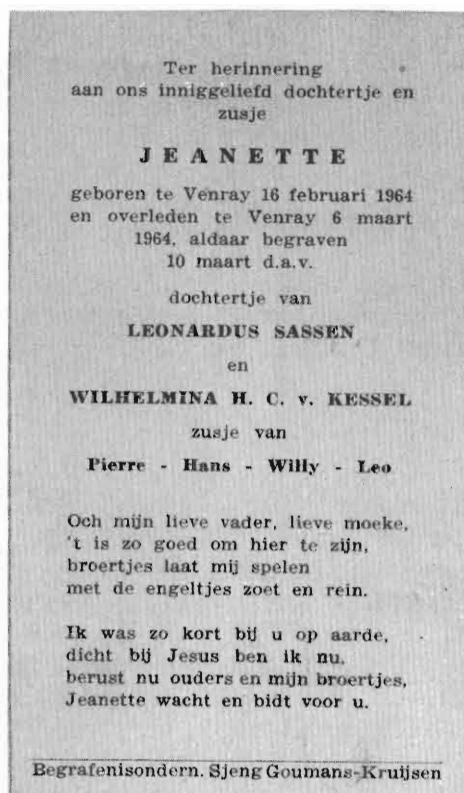 Ter herinnering
aan ons inniggeliefd dochtertje en
zusje
JEANETTE
geboren te Venray 16 februari 1964
en overleden te Venray 6 maart
1964, aldaar begraven
10 maart d.a.v.
dochtertje van
LEONARDUS SASSEN
en
WILHELMINA H. C. v. KESSEL
zusje van
Pierre - Hans - Willy - Leo
Och mijn lieve vader, lieve moeke,
't is zo goed om hier te zijn,
broertjes laat mij spelen
met de engeltjes zoet en rein.
Ik was zo kort bij u op aarde,
dicht bij Jesus ben ik nu,
berust nu ouders en mijn broertjes,
Jeanette wacht en bidt voor u.
Begrafenisondern. Sjeng Goumans-Kruijsen